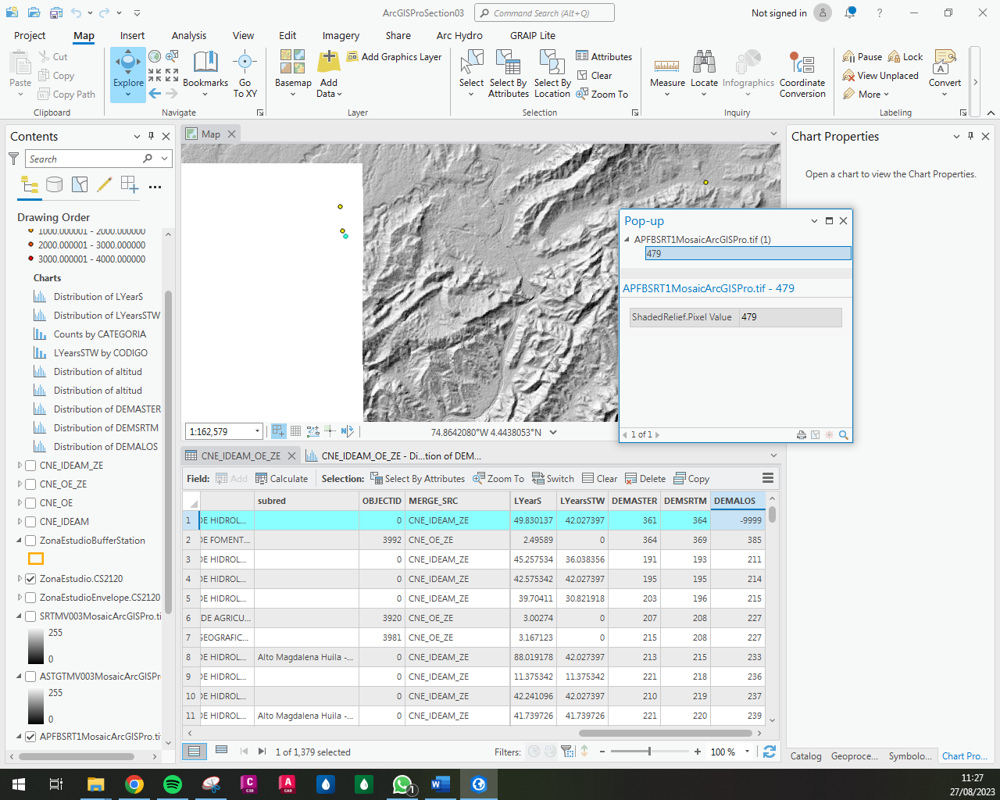 ArcGISProSection03
Command Search (Alt+Q)
Not signed in
?
Project
Map
Insert
Analysis
View
Edit
Imagery
Share
Arc Hydro
GRAIP Lite
Paste
Cut
Copy
Copy Path
Clipboard
Explore
Bookmarks
Go
To XY
Navigate
Basemap
Add
Data
Add Graphics Layer
Layer
Select
Select By
Attributes
Select By
Location
Attributes
Clear
Zoom To
Selection
Measure
Locate
Infographics
Coordinate
Conversion
Inquiry
Pause
Lock
View Unplaced
More
Convert
Labeling
Contents
Search
Drawing Order
1000.000001 - 2000.000000
2000.000001 - 3000.000000
3000.000001 - 4000.000000
Charts
Distribution of LYearS
Distribution of LYearsSTW
Counts by CATEGORIA
LYearsSTW by CODIGO
Distribution of altitud
Distribution of altitud
Distribution of DEMASTER
Distribution of DEMSRTM
Distribution of DEMALOS
CNE_IDEAM_ZE
CNE_OE_ZE
CNE_OE
CNE_IDEAM
ZonaEstudioBufferStation
ZonaEstudio.CS2120
ZonaEstudioEnvelope.CS2120
SRTMV003MosaicArcGISPro.ti
255
0
ASTGTMV003MosaicArcGISPr
255
0
APFBSRT1MosaicArcGISPro.ti
Map
1:162,579
74.8642080°W 4.4438053°N
Pop-up
APFBSRT1MosaicArcGISPro.tif (1)
479
APFBSRT1MosaicArcGISPro.tif - 479
ShadedRelief.Pixel Value 479
1 of 1
Chart Properties
Open a chart to view the Chart Properties.
CNE_IDEAM_OE_ZE
CNE_IDEAM_OE_ZE - Di...tion of DEM...
Field: Add Calculate Selection: Select By Attributes Zoom To Switch Clear Delete Copy
subred OBJECTID MERGE_SRC LYearS LYearsSTW DEMASTER DEMSRTM DEMALOS
1 DE HIDROL... 0 CNE_IDEAM_ZE 49.830137 42.027397 361 364 -9999
2 DE FOMENT... 3992 CNE_OE_ZE 2.49589 0 364 369 385
3 DE HIDROL... 0 CNE_IDEAM_ZE 45.257534 36.038356 191 193 211
4 DE HIDROL... 0 CNE_IDEAM_ZE 42.575342 42.027397 195 195 214
5 DE HIDROL... 0 CNE_IDEAM_ZE 39.70411 30.821918 203 196 215
6 DE AGRICU... 3920 CNE_OE_ZE 3.00274 0 207 208 227
7 GEOGRAFIC... 3981 CNE_OE_ZE 3.167123 0 215 208 227
8 DE HIDROL... Alto Magdalena Huila -... 0 CNE_IDEAM_ZE 88.019178 42.027397 213 215 233
9 DE HIDROL... 0 CNE_IDEAM_ZE 11.375342 11.375342 221 218 236
10 DE HIDROL... 0 CNE_IDEAM_ZE 42.241096 42.027397 210 219 237
11 DE HIDROL... Alto Magdalena Huila -... 0 CNE_IDEAM_ZE 41.739726 41.739726 221 220 239
1 of 1,379 selected
Filters:
100 %
Catalog
Geoproce...
Symbolo...
Chart Pro...
C
C3D
A
CAD
1
W
11:27
27/08/2023